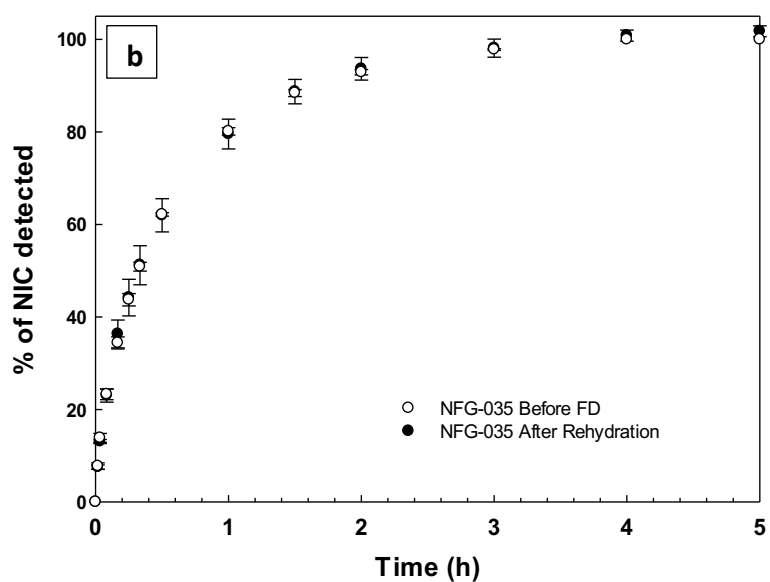 b
100
80
60
40
20
0
% of NIC detected
NFG-035 Before FD
NFG-035 After Rehydration
0 1 2 3 4 5
Time (h)